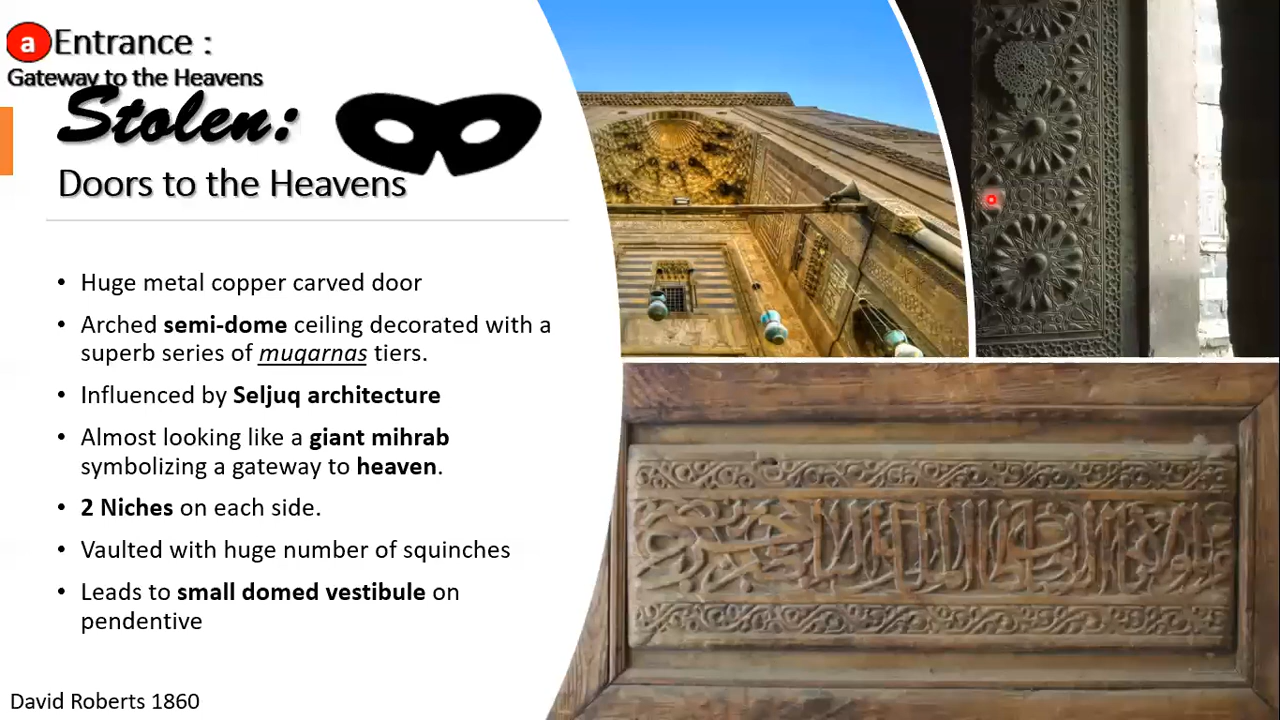 a Entrance :
Gateway to the Heavens
Stolen:
Doors to the Heavens
• Huge metal copper carved door
• Arched semi-dome ceiling decorated with a
superb series of muqarnas tiers.
• Influenced by Seljuq architecture
• Almost looking like a giant mihrab
symbolizing a gateway to heaven.
• 2 Niches on each side.
• Vaulted with huge number of squinches
• Leads to small domed vestibule on
pendentive
David Roberts 1860